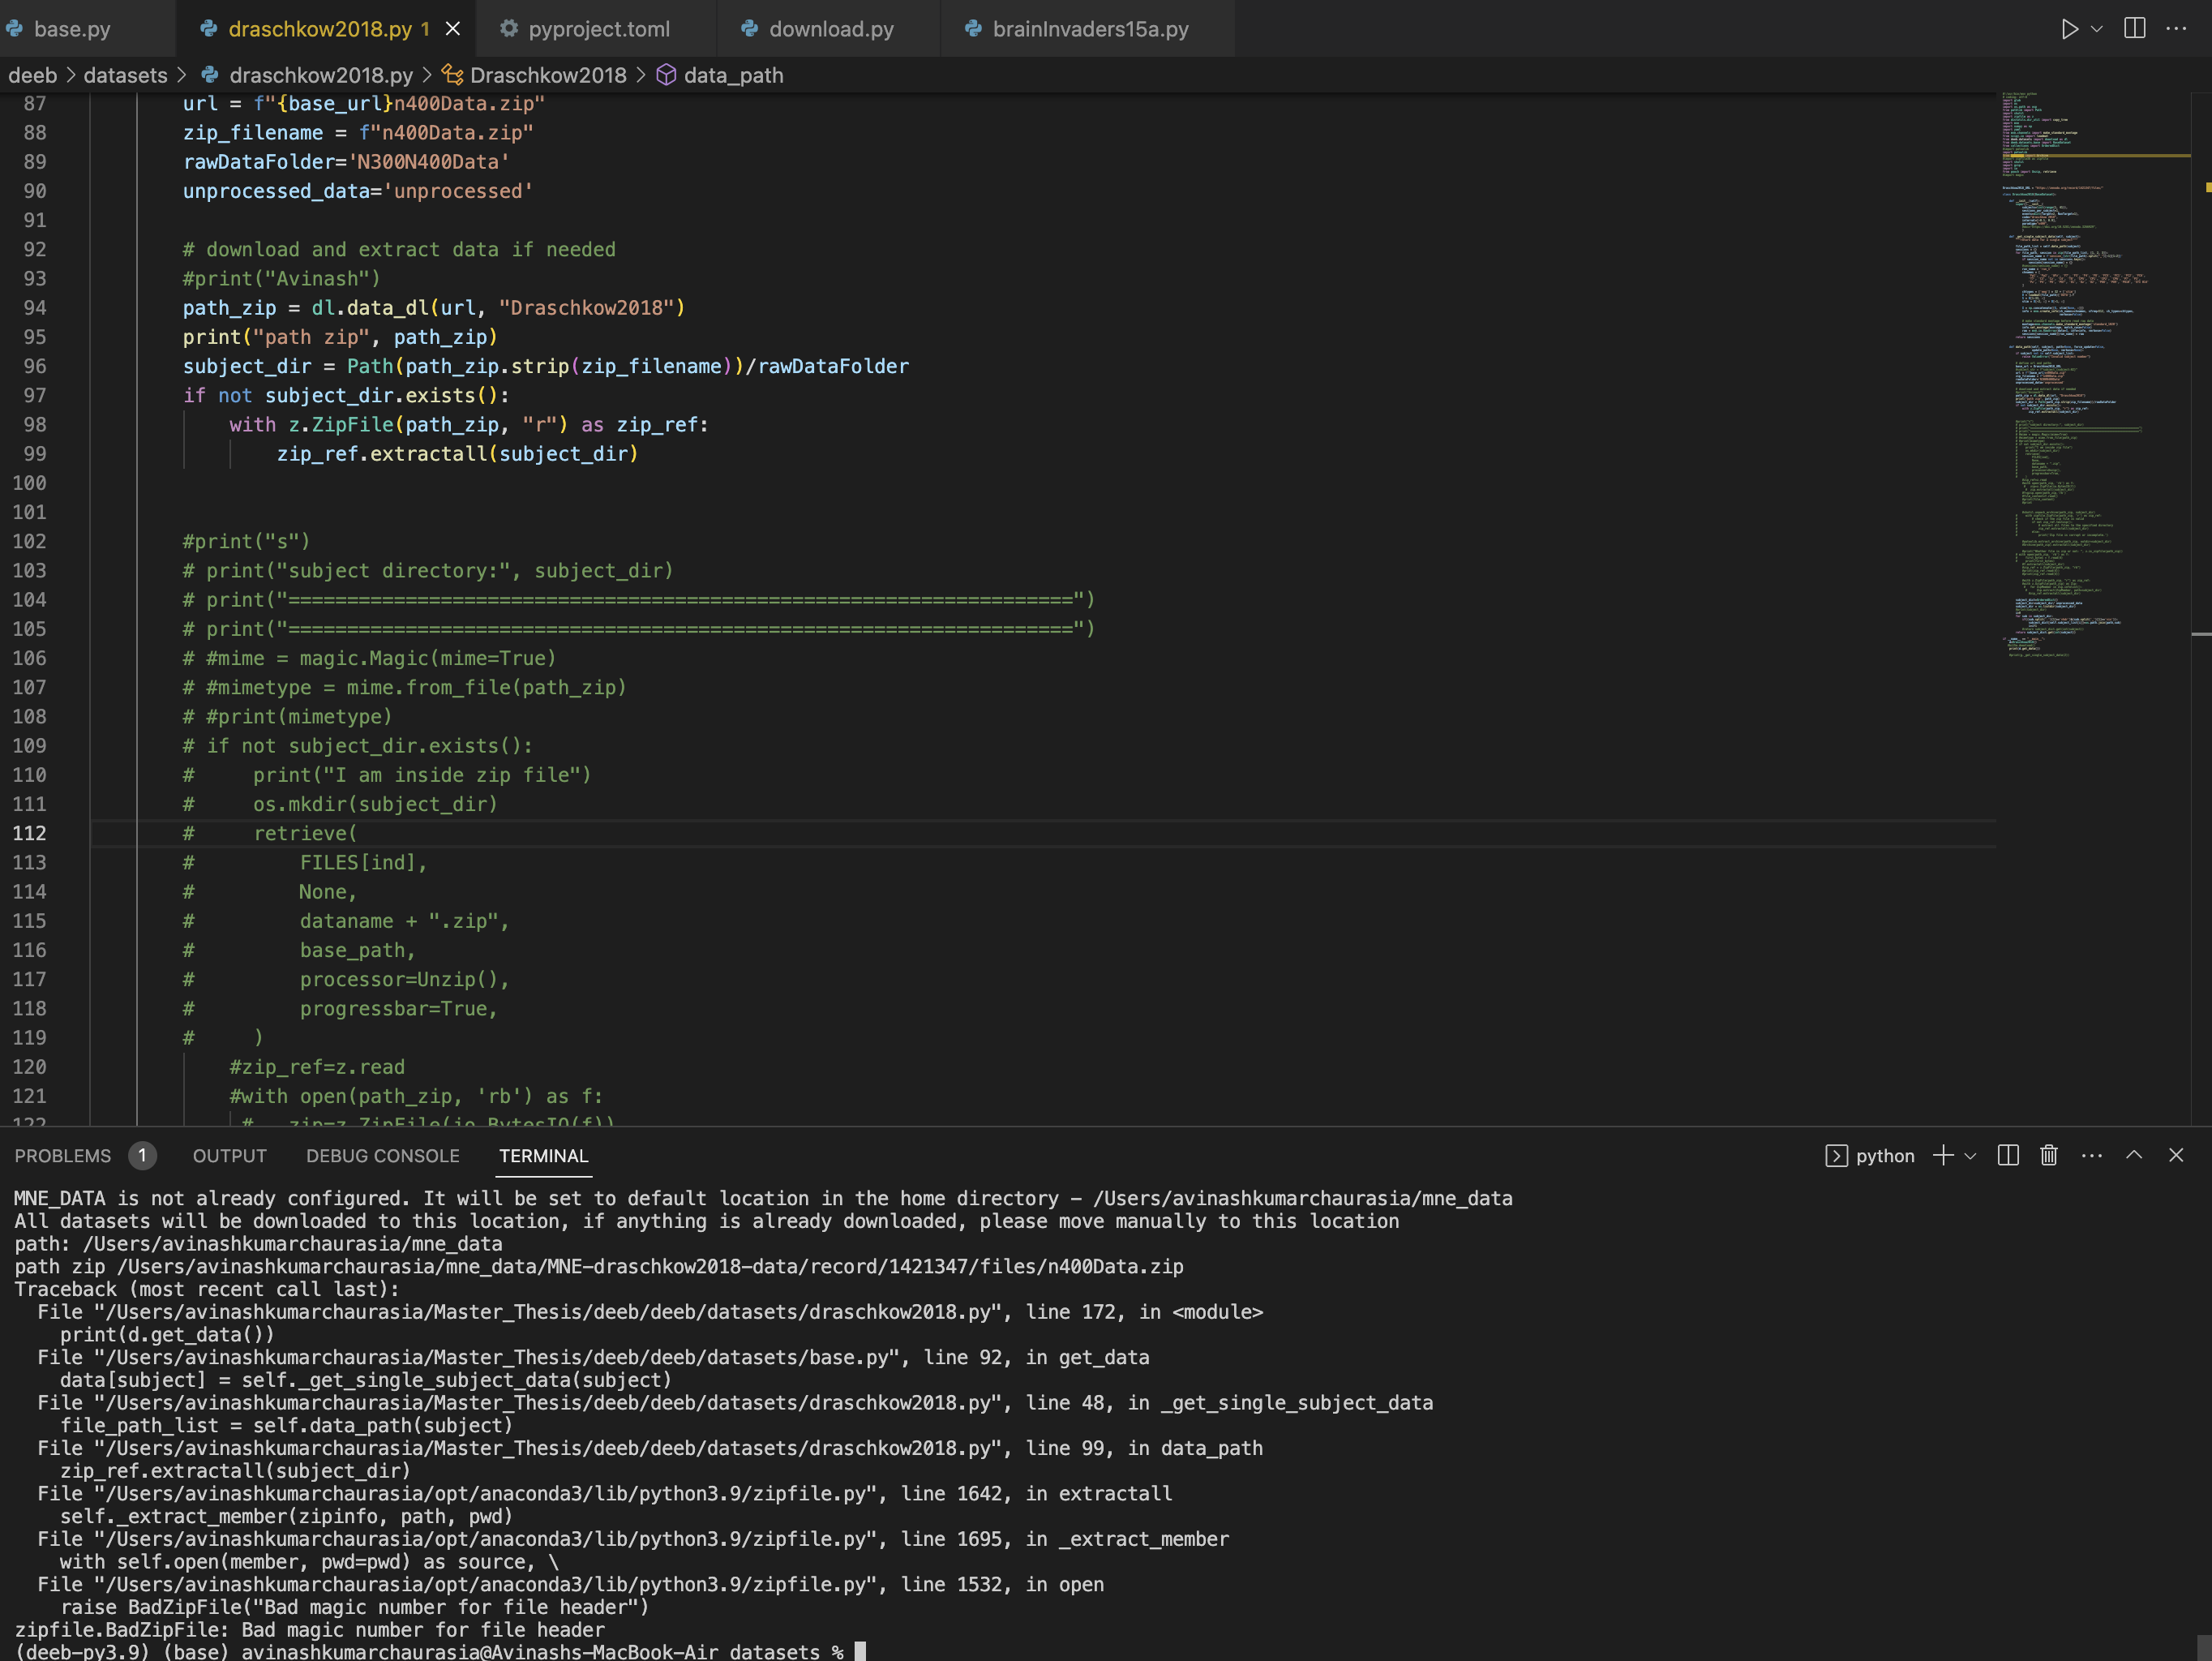 base.py draschkow2018.py 1 pyproject.toml download.py brainInvaders15a.py
deeb > datasets > draschkow2018.py > Draschkow2018 > data_path
87 url = f"{base_url}n400Data.zip"
88 zip_filename = f"n400Data.zip"
89 rawDataFolder='N300N400Data'
90 unprocessed_data='unprocessed'
91
92 # download and extract data if needed
93 #print("Avinash")
94 path_zip = dl.data_dl(url, "Draschkow2018")
95 print("path zip", path_zip)
96 subject_dir = Path(path_zip.strip(zip_filename))/rawDataFolder
97 if not subject_dir.exists():
98 with z.ZipFile(path_zip, "r") as zip_ref:
99 zip_ref.extractall(subject_dir)
100
101
102 #print("s")
103 # print("subject directory:", subject_dir)
104 # print("===================================================================")
105 # print("===================================================================")
106 # #mime = magic.Magic(mime=True)
107 # #mimetype = mime.from_file(path_zip)
108 # #print(mimetype)
109 # if not subject_dir.exists():
110 # print("I am inside zip file")
111 # os.mkdir(subject_dir)
112 # retrieve(
113 # FILES[ind],
114 # None,
115 # dataname + ".zip",
116 # base_path,
117 # processor=Unzip(),
118 # progressbar=True,
119 # )
120 #zip_ref=z.read
121 #with open(path_zip, 'rb') as f:
122 # zip=z.ZipFile(io.BytesIO(f))
PROBLEMS 1 OUTPUT DEBUG CONSOLE TERMINAL python
MNE_DATA is not already configured. It will be set to default location in the home directory - /Users/avinashkumarchaurasia/mne_data
All datasets will be downloaded to this location, if anything is already downloaded, please move manually to this location
path: /Users/avinashkumarchaurasia/mne_data
path zip /Users/avinashkumarchaurasia/mne_data/MNE-draschkow2018-data/record/1421347/files/n400Data.zip
Traceback (most recent call last):
File "/Users/avinashkumarchaurasia/Master_Thesis/deeb/deeb/datasets/draschkow2018.py", line 172, in <module>
print(d.get_data())
File "/Users/avinashkumarchaurasia/Master_Thesis/deeb/deeb/datasets/base.py", line 92, in get_data
data[subject] = self._get_single_subject_data(subject)
File "/Users/avinashkumarchaurasia/Master_Thesis/deeb/deeb/datasets/draschkow2018.py", line 48, in _get_single_subject_data
file_path_list = self.data_path(subject)
File "/Users/avinashkumarchaurasia/Master_Thesis/deeb/deeb/datasets/draschkow2018.py", line 99, in data_path
zip_ref.extractall(subject_dir)
File "/Users/avinashkumarchaurasia/opt/anaconda3/lib/python3.9/zipfile.py", line 1642, in extractall
self._extract_member(zipinfo, path, pwd)
File "/Users/avinashkumarchaurasia/opt/anaconda3/lib/python3.9/zipfile.py", line 1695, in _extract_member
with self.open(member, pwd=pwd) as source, \
File "/Users/avinashkumarchaurasia/opt/anaconda3/lib/python3.9/zipfile.py", line 1532, in open
raise BadZipFile("Bad magic number for file header")
zipfile.BadZipFile: Bad magic number for file header
(deeb-py3.9) (base) avinashkumarchaurasia@Avinashs-MacBook-Air datasets %